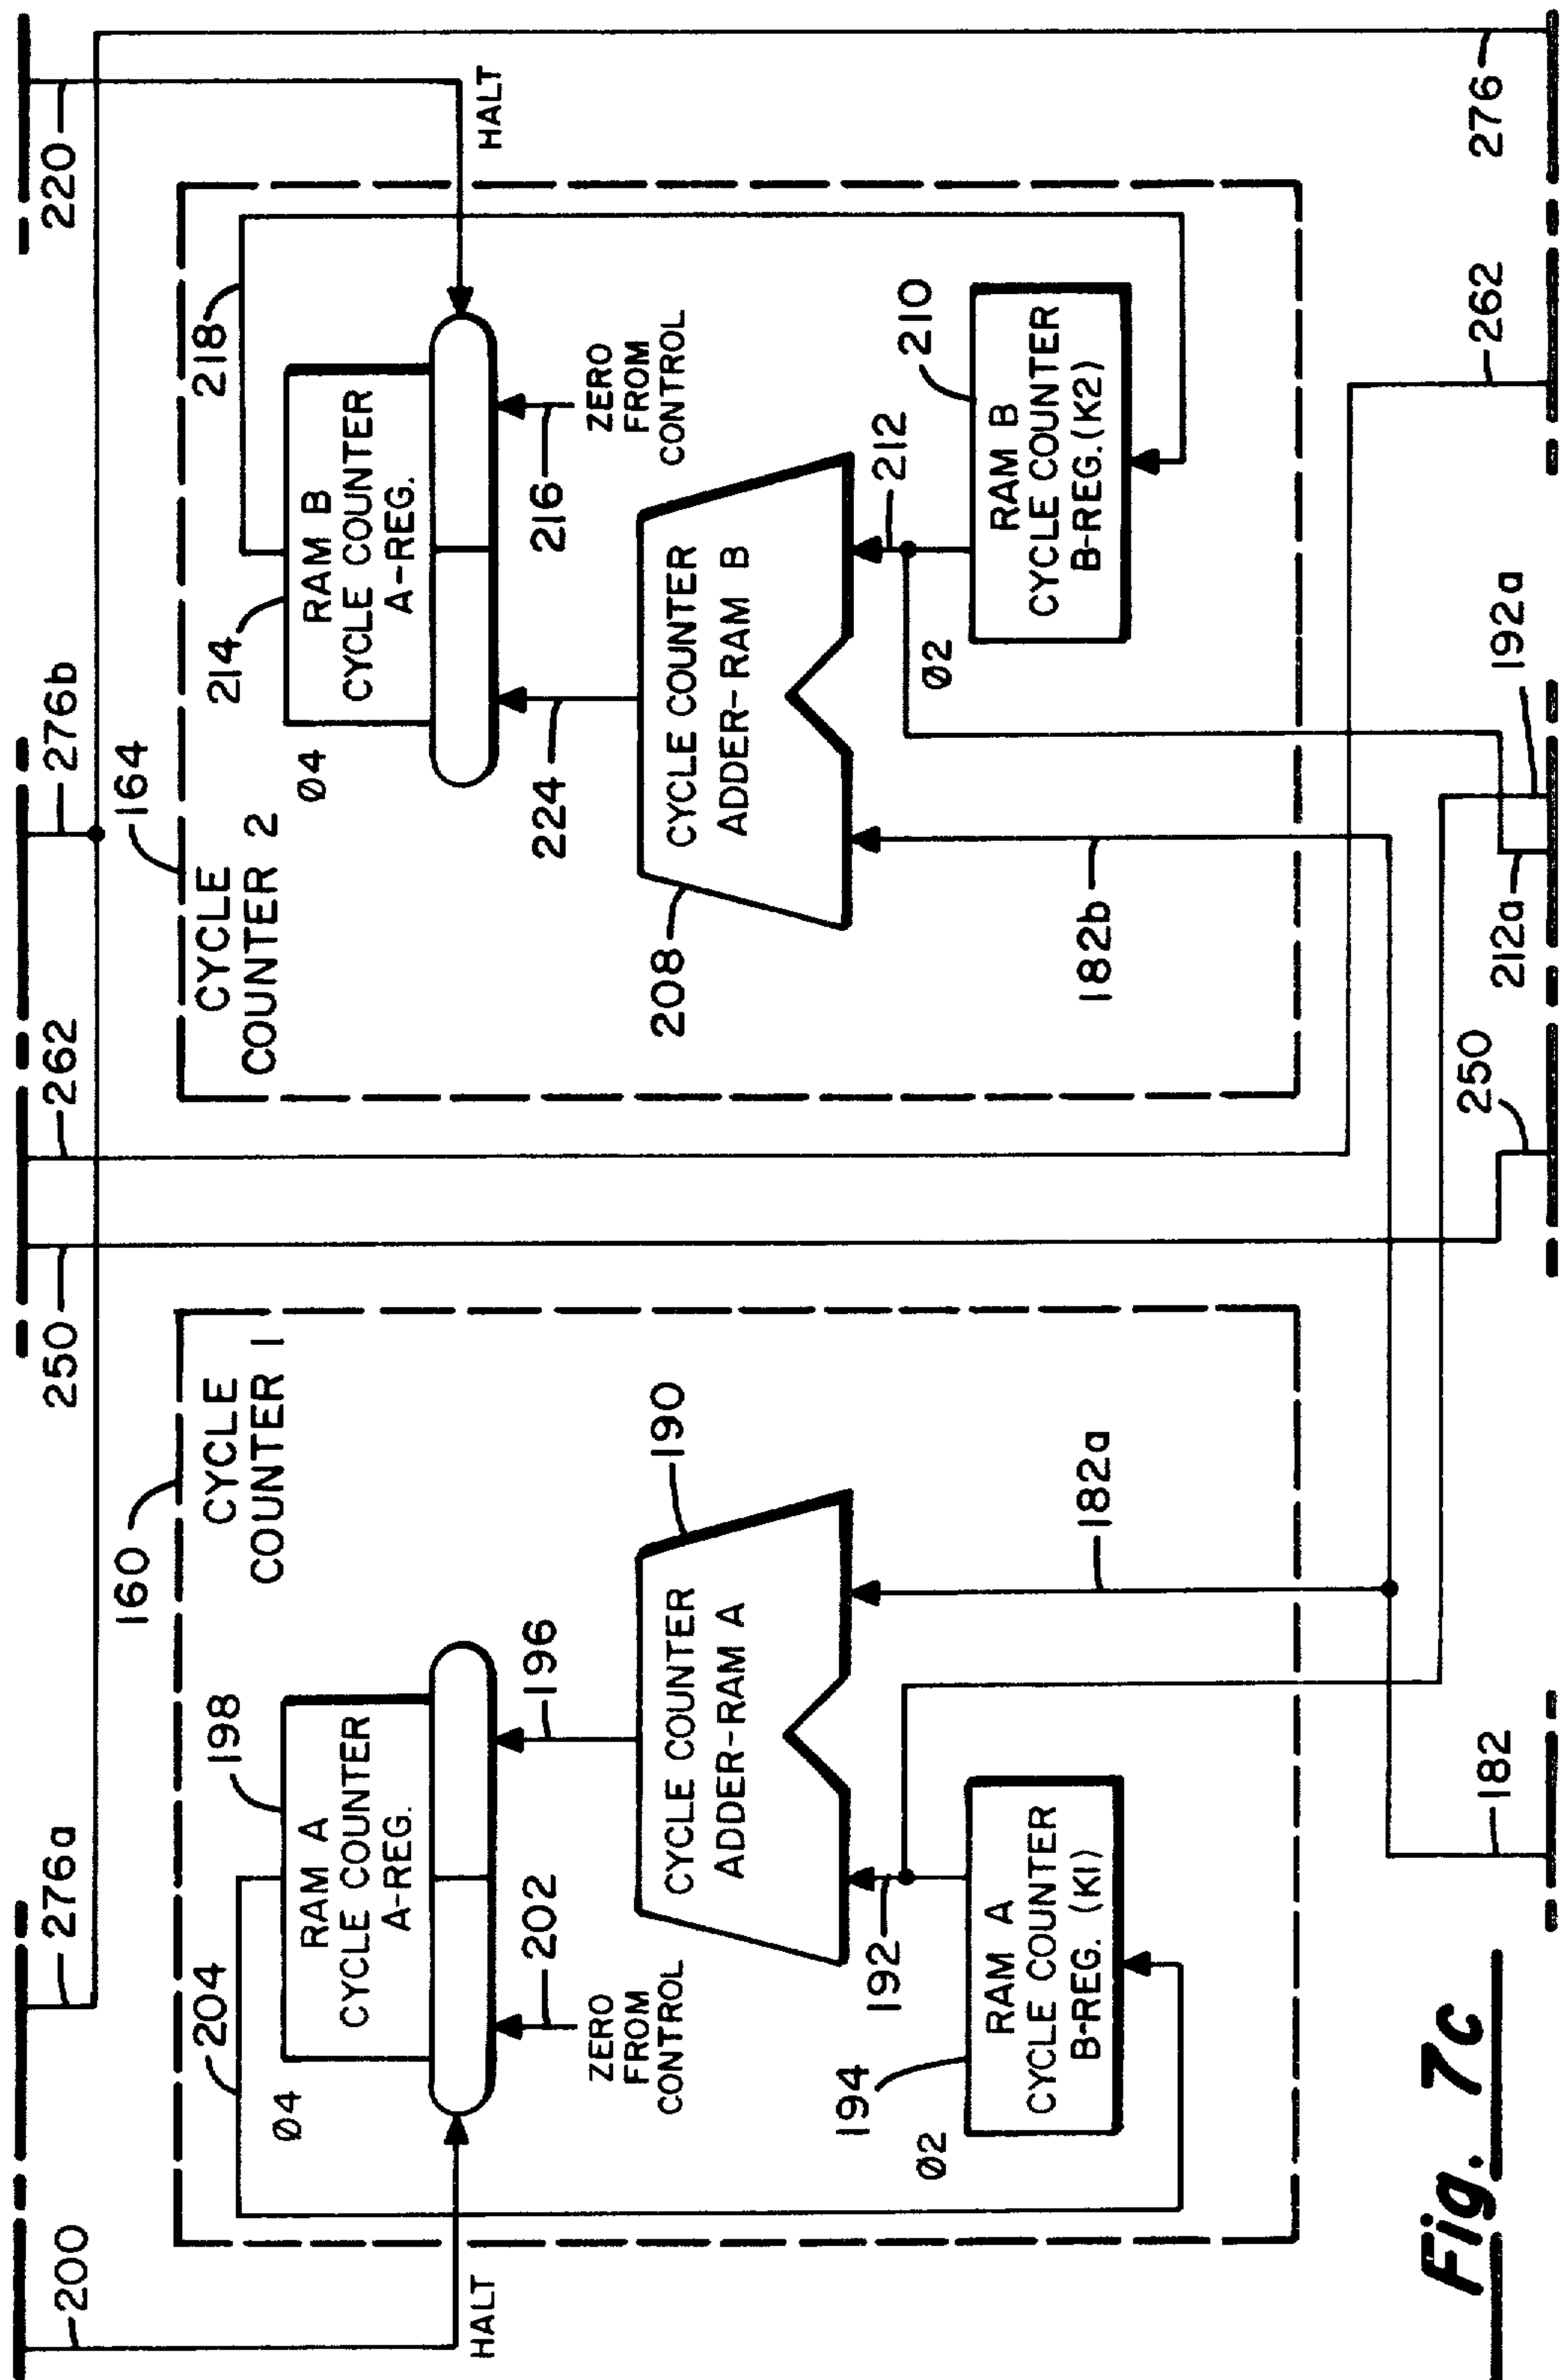 200
276a
250
262
276b
220
160
CYCLE
COUNTER 1
164
CYCLE
COUNTER 2
HALT
204
Ø4
RAM A
CYCLE COUNTER
A-REG.
198
202
ZERO
FROM
CONTROL
196
CYCLE COUNTER
ADDER-RAM A
190
192
194
Ø2
RAM A
CYCLE COUNTER
B-REG. (K1)
182a
214
Ø4
RAM B
CYCLE COUNTER
A-REG.
218
HALT
224
216
ZERO
FROM
CONTROL
208
CYCLE COUNTER
ADDER-RAM B
212
182b
Ø2
210
RAM B
CYCLE COUNTER
B-REG.(K2)
182
250
212a
192a
262
276
Fig. 7c